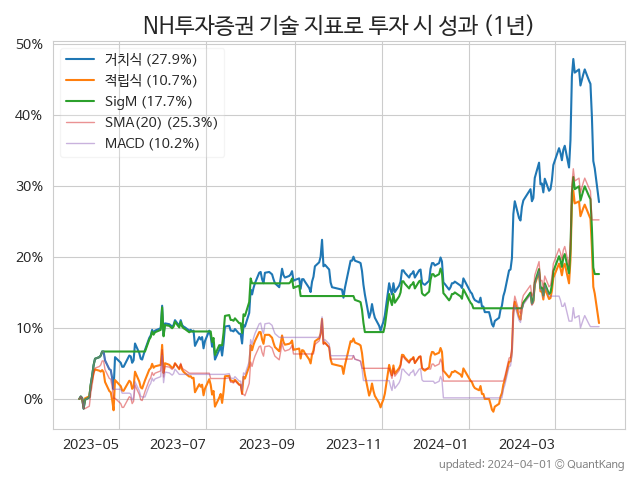 NH투자증권 기술 지표로 투자 시 성과 (1년)
거치식 (27.9%)
적립식 (10.7%)
SigM (17.7%)
SMA(20) (25.3%)
MACD (10.2%)
50%
40%
30%
20%
10%
0%
2023-05 2023-07 2023-09 2023-11 2024-01 2024-03
updated: 2024-04-01 © QuantKang